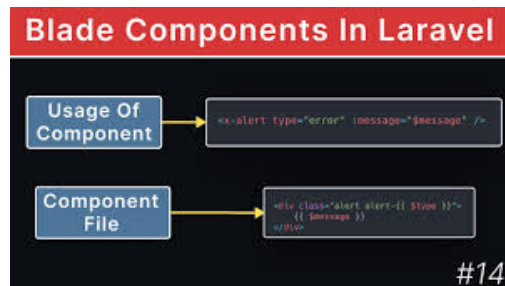 Blade Components In Laravel
Usage Of
Component
<x-alert type="error" :message="$message" />
Component
File
<div class="alert alert-{{ $type }}">
{{ $message }}
</div>
#14